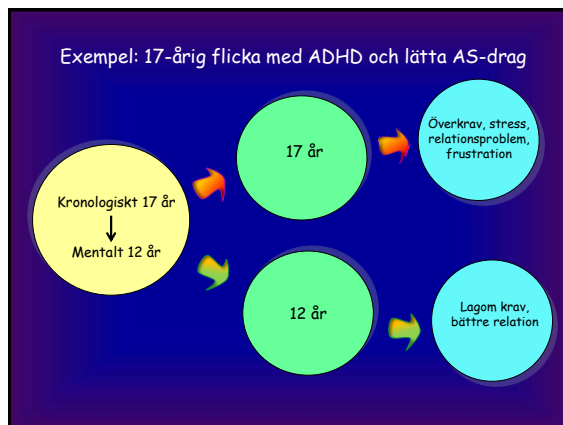 Exempel: 17-årig flicka med ADHD och lätta AS-drag
Kronologiskt 17 år
Mentalt 12 år
17 år
Överkrav, stress,
relationsproblem,
frustration
12 år
Lagom krav,
bättre relation